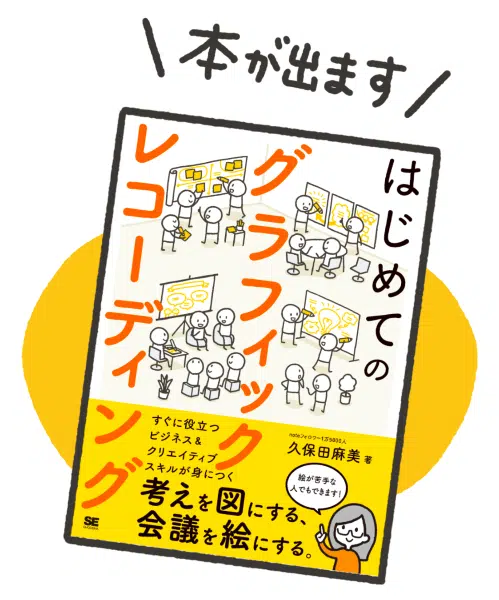 本が出ます
はじめての
グラフィック
レコーディング
すぐに役立つ
ビジネス&
クリエイティブ
スキルが身につく
久保田麻美 著
絵が苦手な
人でもできます!
考えを図にする、
会議を絵にする。
SE